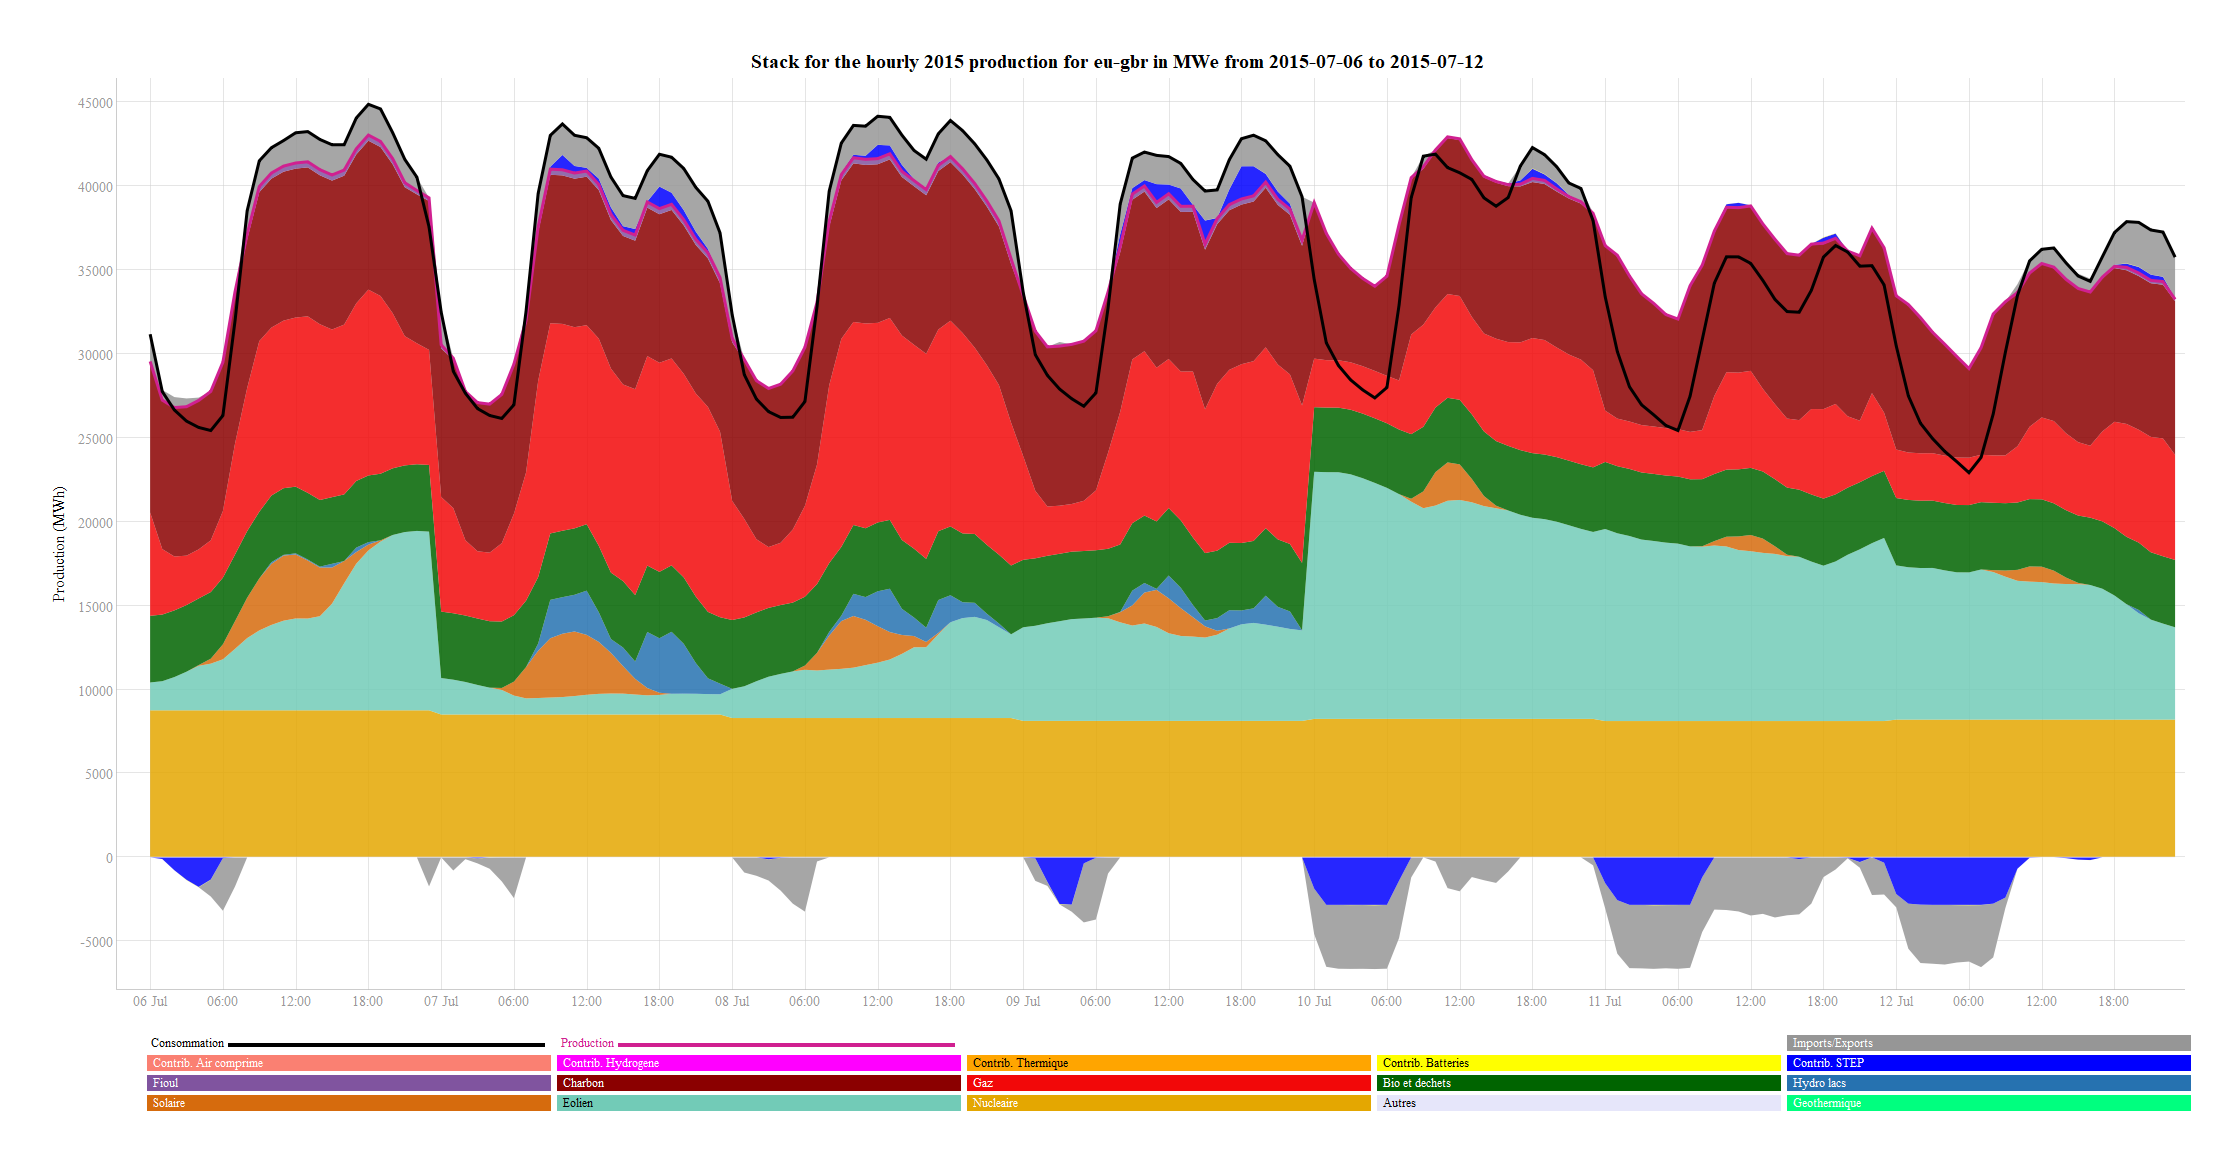 Stack for the hourly 2015 production for eu-gbr in MWe from 2015-07-06 to 2015-07-12
45000
40000
35000
30000
25000
20000
15000
10000
5000
0
-5000
Production (MWh)
06 Jul 06:00 12:00 18:00 07 Jul 06:00 12:00 18:00 08 Jul 06:00 12:00 18:00 09 Jul 06:00 12:00 18:00 10 Jul 06:00 12:00 18:00 11 Jul 06:00 12:00 18:00 12 Jul 06:00 12:00 18:00
Consommation Production Imports/Exports
Contrib. Air comprime Contrib. Hydrogene Contrib. Thermique Contrib. Batteries Contrib. STEP
Fioul Charbon Gaz Bio et dechets Hydro lacs
Solaire Eolien Nucleaire Autres Geothermique